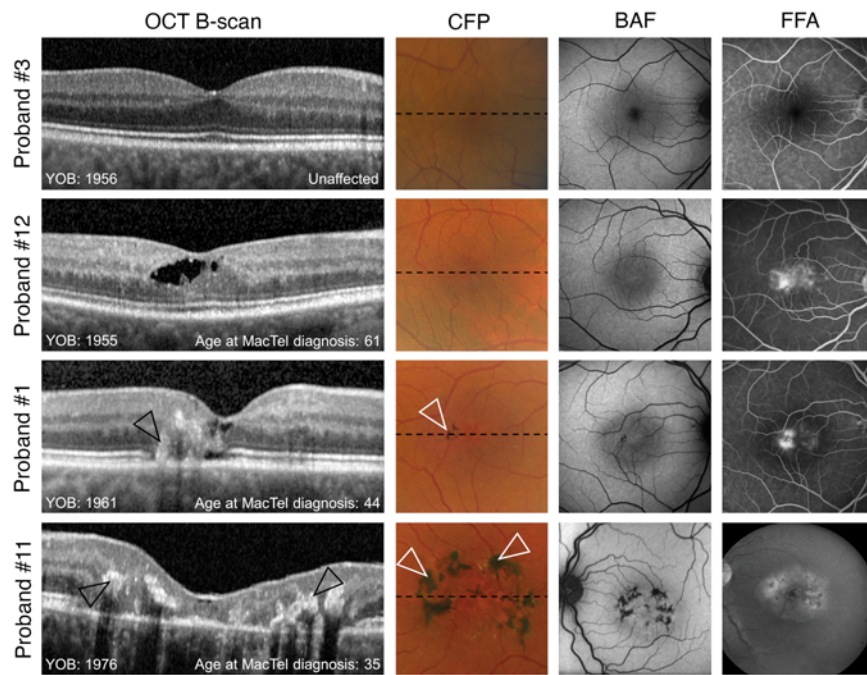 OCT B-scan CFP BAF FFA
Proband #3
YOB: 1956 Unaffected
Proband #12
YOB: 1955 Age at MacTel diagnosis: 61
Proband #1
YOB: 1961 Age at MacTel diagnosis: 44
Proband #11
YOB: 1976 Age at MacTel diagnosis: 35